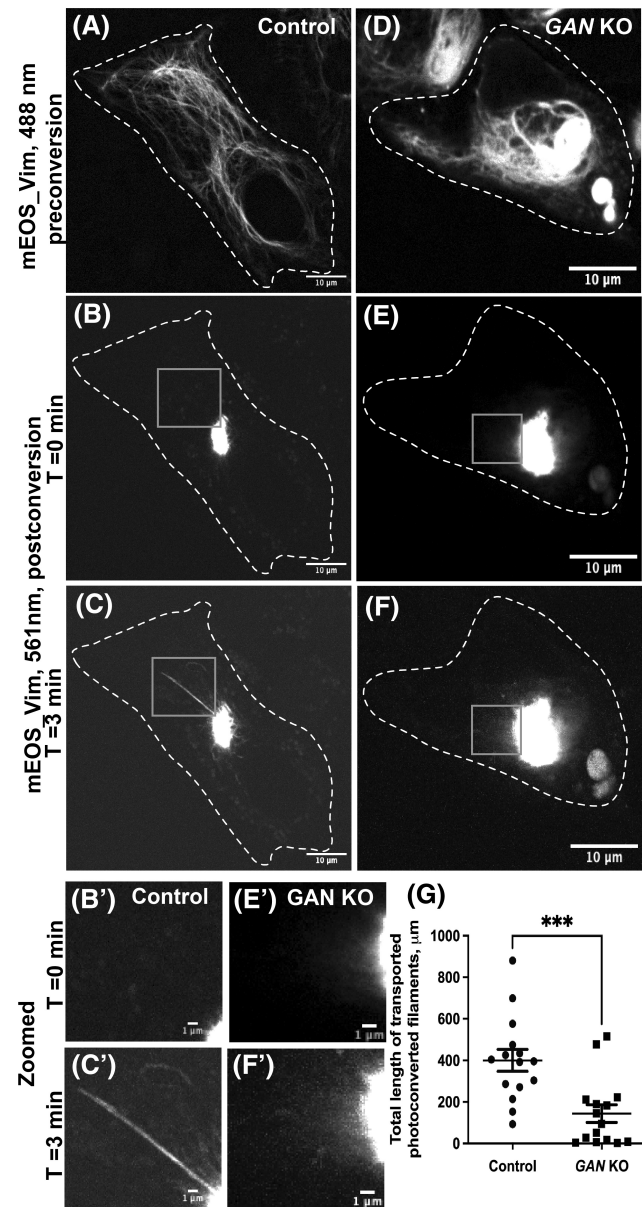 (A) Control
(D) GAN KO
mEOS_Vim, 488 nm
preconversion
10 µm
10 µm
(B)
(E)
mEOS_Vim, 561nm, postconversion
T =0 min
10 µm
10 µm
(C)
(F)
T =3 min
10 µm
10 µm
(B') Control
(E') GAN KO
Zoomed
T =0 min
1 µm
1 µm
(C')
(F')
T =3 min
1 µm
1 µm
(G)
***
Total length of transported
photoconverted filaments, µm
1000
800
600
400
200
0
Control
GAN KO